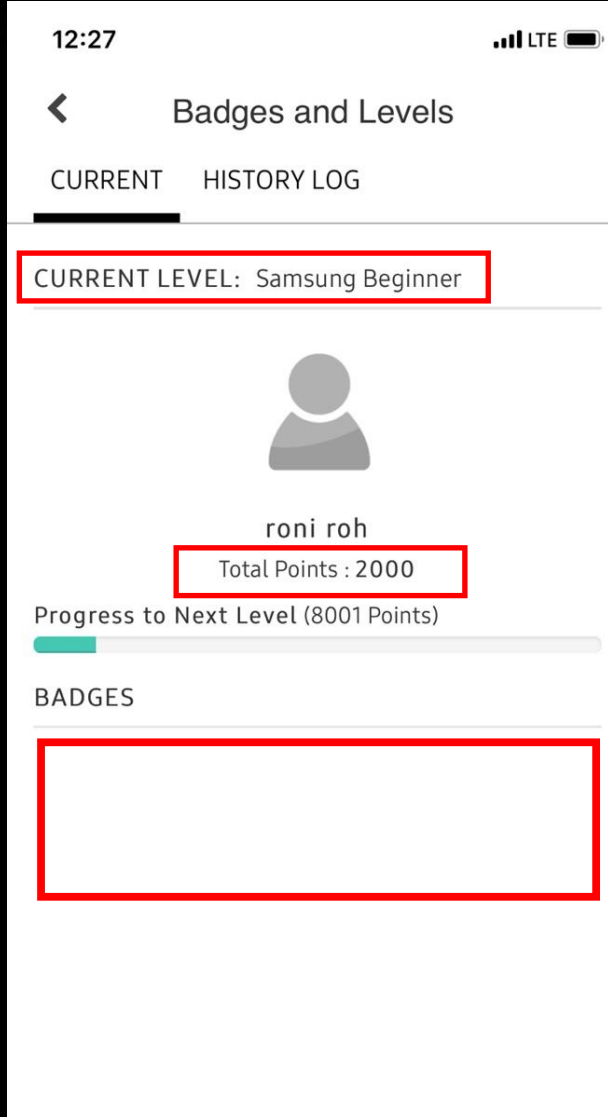 12:27 LTE
Badges and Levels
CURRENT HISTORY LOG
CURRENT LEVEL: Samsung Beginner
roni roh
Total Points : 2000
Progress to Next Level (8001 Points)
BADGES